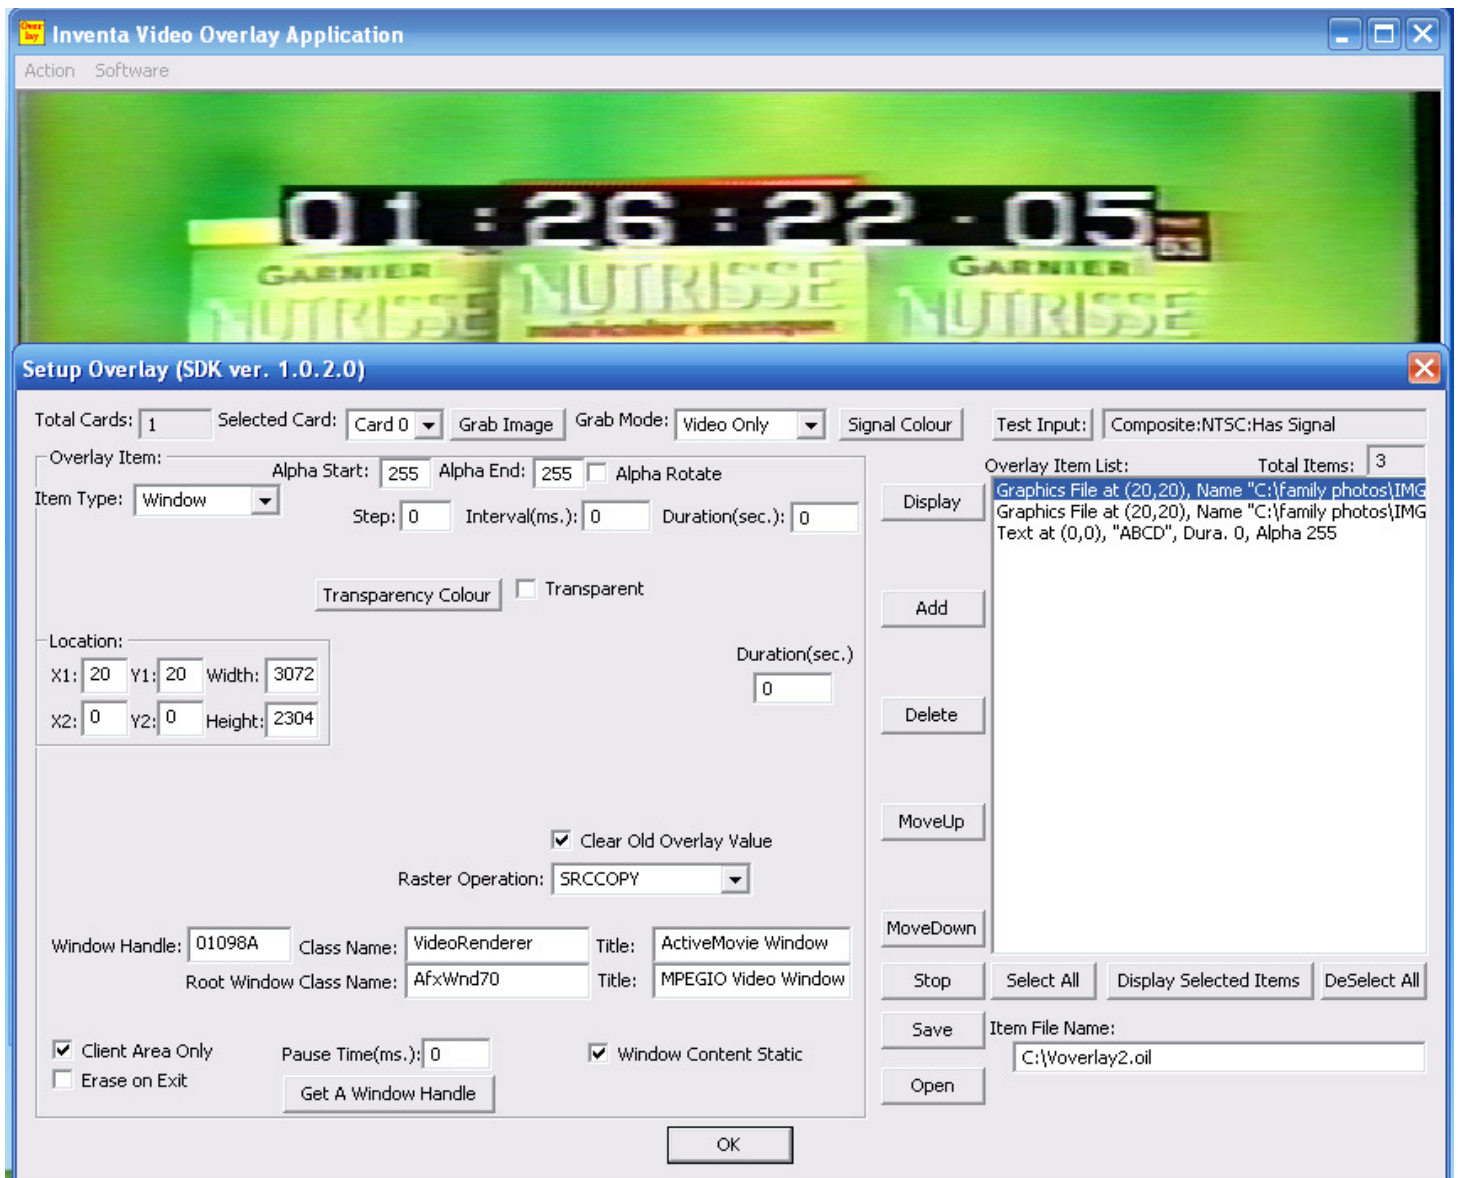 Over
lay
Inventa Video Overlay Application
Action Software
01:26:22·05
63
GARNIER NUTRISSE GARNIER
NUTRISSE NUTRISSE
Setup Overlay (SDK ver. 1.0.2.0)
Total Cards: 1 Selected Card: Card 0 Grab Image Grab Mode: Video Only Signal Colour Test Input: Composite:NTSC:Has Signal
Overlay Item: Alpha Start: 255 Alpha End: 255 Alpha Rotate Overlay Item List: Total Items: 3
Item Type: Window Display Graphics File at (20,20), Name "C:\family photos\IMG
Step: 0 Interval(ms.): 0 Duration(sec.): 0 Graphics File at (20,20), Name "C:\family photos\IMG
Text at (0,0), "ABCD", Dura. 0, Alpha 255
Transparency Colour Transparent
Add
Location:
Duration(sec.)
X1: 20 Y1: 20 Width: 3072
0
X2: 0 Y2: 0 Height: 2304 Delete
MoveUp
Clear Old Overlay Value
Raster Operation: SRCCOPY
MoveDown
Window Handle: 01098A Class Name: VideoRenderer Title: ActiveMovie Window
Root Window Class Name: AfxWnd70 Title: MPEGIO Video Window Stop Select All Display Selected Items DeSelect All
Save Item File Name:
Client Area Only Pause Time(ms.): 0 Window Content Static C:\Voverlay2.oil
Erase on Exit Get A Window Handle Open
OK